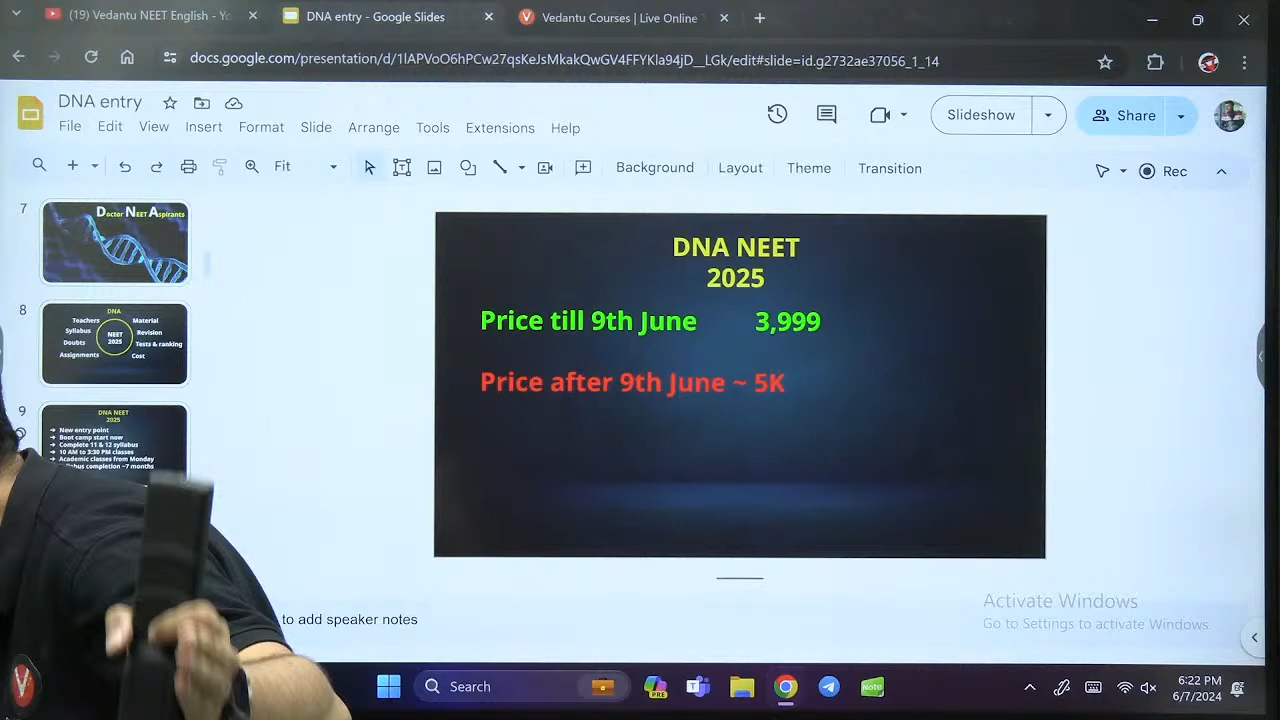 (19) Vedantu NEET English - Yo
DNA entry - Google Slides
Vedantu Courses | Live Online T
docs.google.com/presentation/d/1lAPVoO6hPCw27qsKeJsMkakQwGV4FFYKla94jD__LGk/edit#slide=id.g2732ae37056_1_14
DNA entry
File Edit View Insert Format Slide Arrange Tools Extensions Help
Slideshow
Share
Fit
Background Layout Theme Transition
Rec
7
Doctor NEET Aspirants
8
DNA
Teachers
Syllabus
Doubts
Assignments
NEET
2025
Material
Revision
Tests & ranking
Cost
9
DNA NEET
2025
New entry point
Boot camp start now
Complete 11 & 12 syllabus
10 AM to 3:30 PM classes
Academic classes from Monday
completion ~7 months
DNA NEET
2025
Price till 9th June 3,999
Price after 9th June ~ 5K
to add speaker notes
Activate Windows
Go to Settings to activate Windows.
V
Search
PRE
Note
6:22 PM
6/7/2024